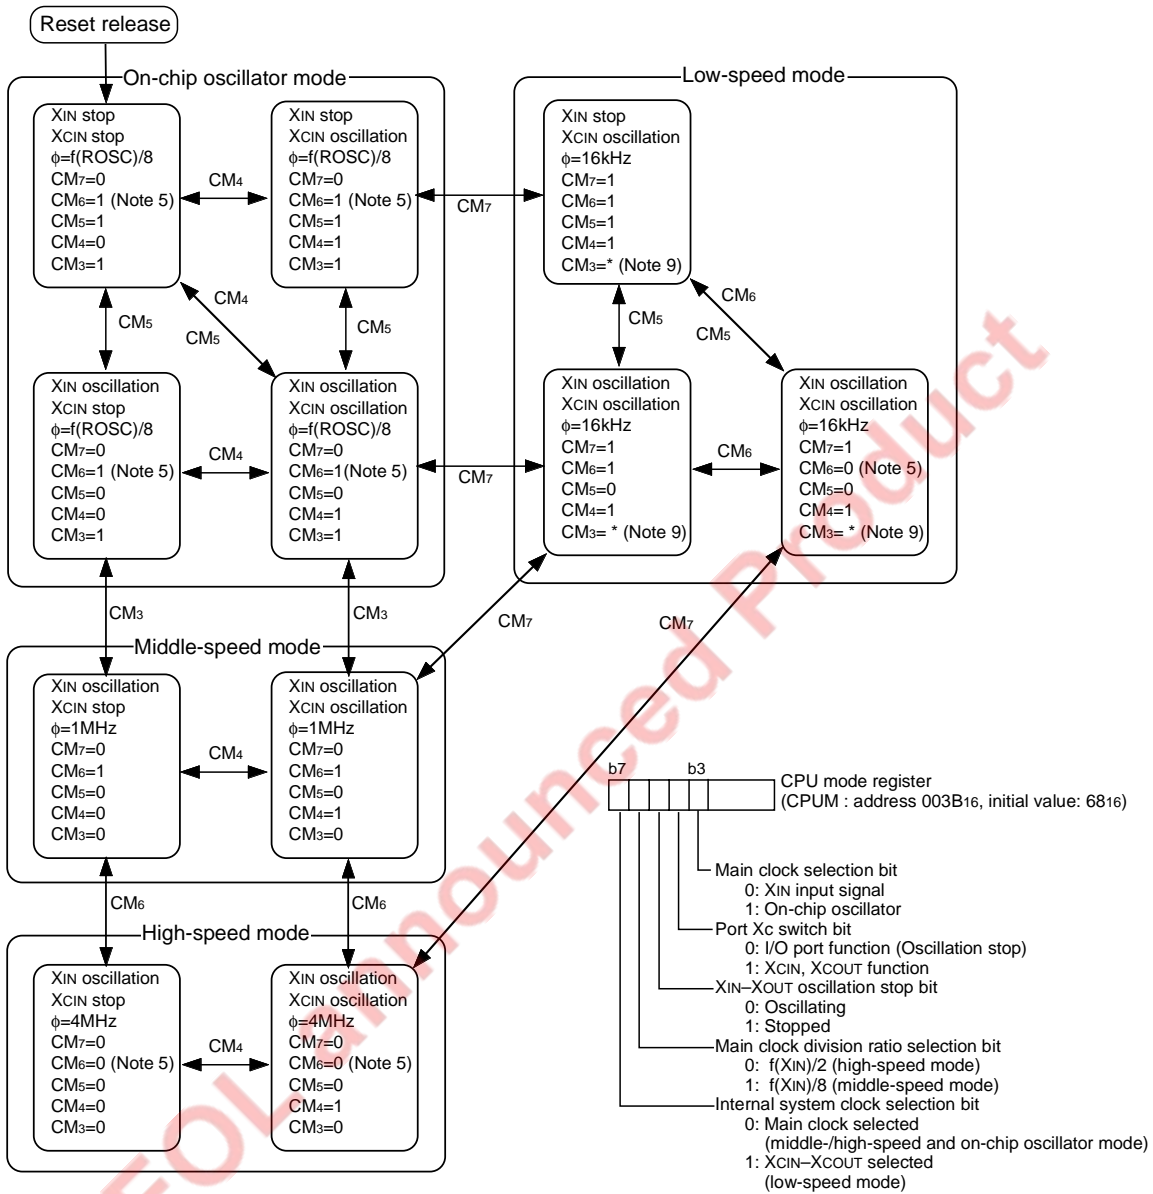 Reset release
On-chip oscillator mode
XIN stop
XCIN stop
φ=f(ROSC)/8
CM7=0
CM6=1 (Note 5)
CM5=1
CM4=0
CM3=1
CM4
XIN stop
XCIN oscillation
φ=f(ROSC)/8
CM7=0
CM6=1 (Note 5)
CM5=1
CM4=1
CM3=1
CM5
CM4
CM5
CM5
XIN oscillation
XCIN stop
φ=f(ROSC)/8
CM7=0
CM6=1 (Note 5)
CM5=0
CM4=0
CM3=1
CM4
XIN oscillation
XCIN oscillation
φ=f(ROSC)/8
CM7=0
CM6=1(Note 5)
CM5=0
CM4=1
CM3=1
CM7
CM7
Low-speed mode
XIN stop
XCIN oscillation
φ=16kHz
CM7=1
CM6=1
CM5=1
CM4=1
CM3=* (Note 9)
CM5
CM6
CM5
XIN oscillation
XCIN oscillation
φ=16kHz
CM7=1
CM6=1
CM5=0
CM4=1
CM3= * (Note 9)
CM6
XIN oscillation
XCIN oscillation
φ=16kHz
CM7=1
CM6=0 (Note 5)
CM5=0
CM4=1
CM3= * (Note 9)
CM3
CM3
CM7
CM7
Middle-speed mode
XIN oscillation
XCIN stop
φ=1MHz
CM7=0
CM6=1
CM5=0
CM4=0
CM3=0
CM4
XIN oscillation
XCIN oscillation
φ=1MHz
CM7=0
CM6=1
CM5=0
CM4=1
CM3=0
CM6
CM6
High-speed mode
XIN oscillation
XCIN stop
φ=4MHz
CM7=0
CM6=0 (Note 5)
CM5=0
CM4=0
CM3=0
CM4
XIN oscillation
XCIN oscillation
φ=4MHz
CM7=0
CM6=0 (Note 5)
CM5=0
CM4=1
CM3=0
b7 b3
CPU mode register
(CPUM : address 003B16, initial value: 6816)
Main clock selection bit
0: XIN input signal
1: On-chip oscillator
Port Xc switch bit
0: I/O port function (Oscillation stop)
1: XCIN, XCOUT function
XIN–XOUT oscillation stop bit
0: Oscillating
1: Stopped
Main clock division ratio selection bit
0: f(XIN)/2 (high-speed mode)
1: f(XIN)/8 (middle-speed mode)
Internal system clock selection bit
0: Main clock selected
(middle-/high-speed and on-chip oscillator mode)
1: XCIN–XCOUT selected
(low-speed mode)
EOL announced Product